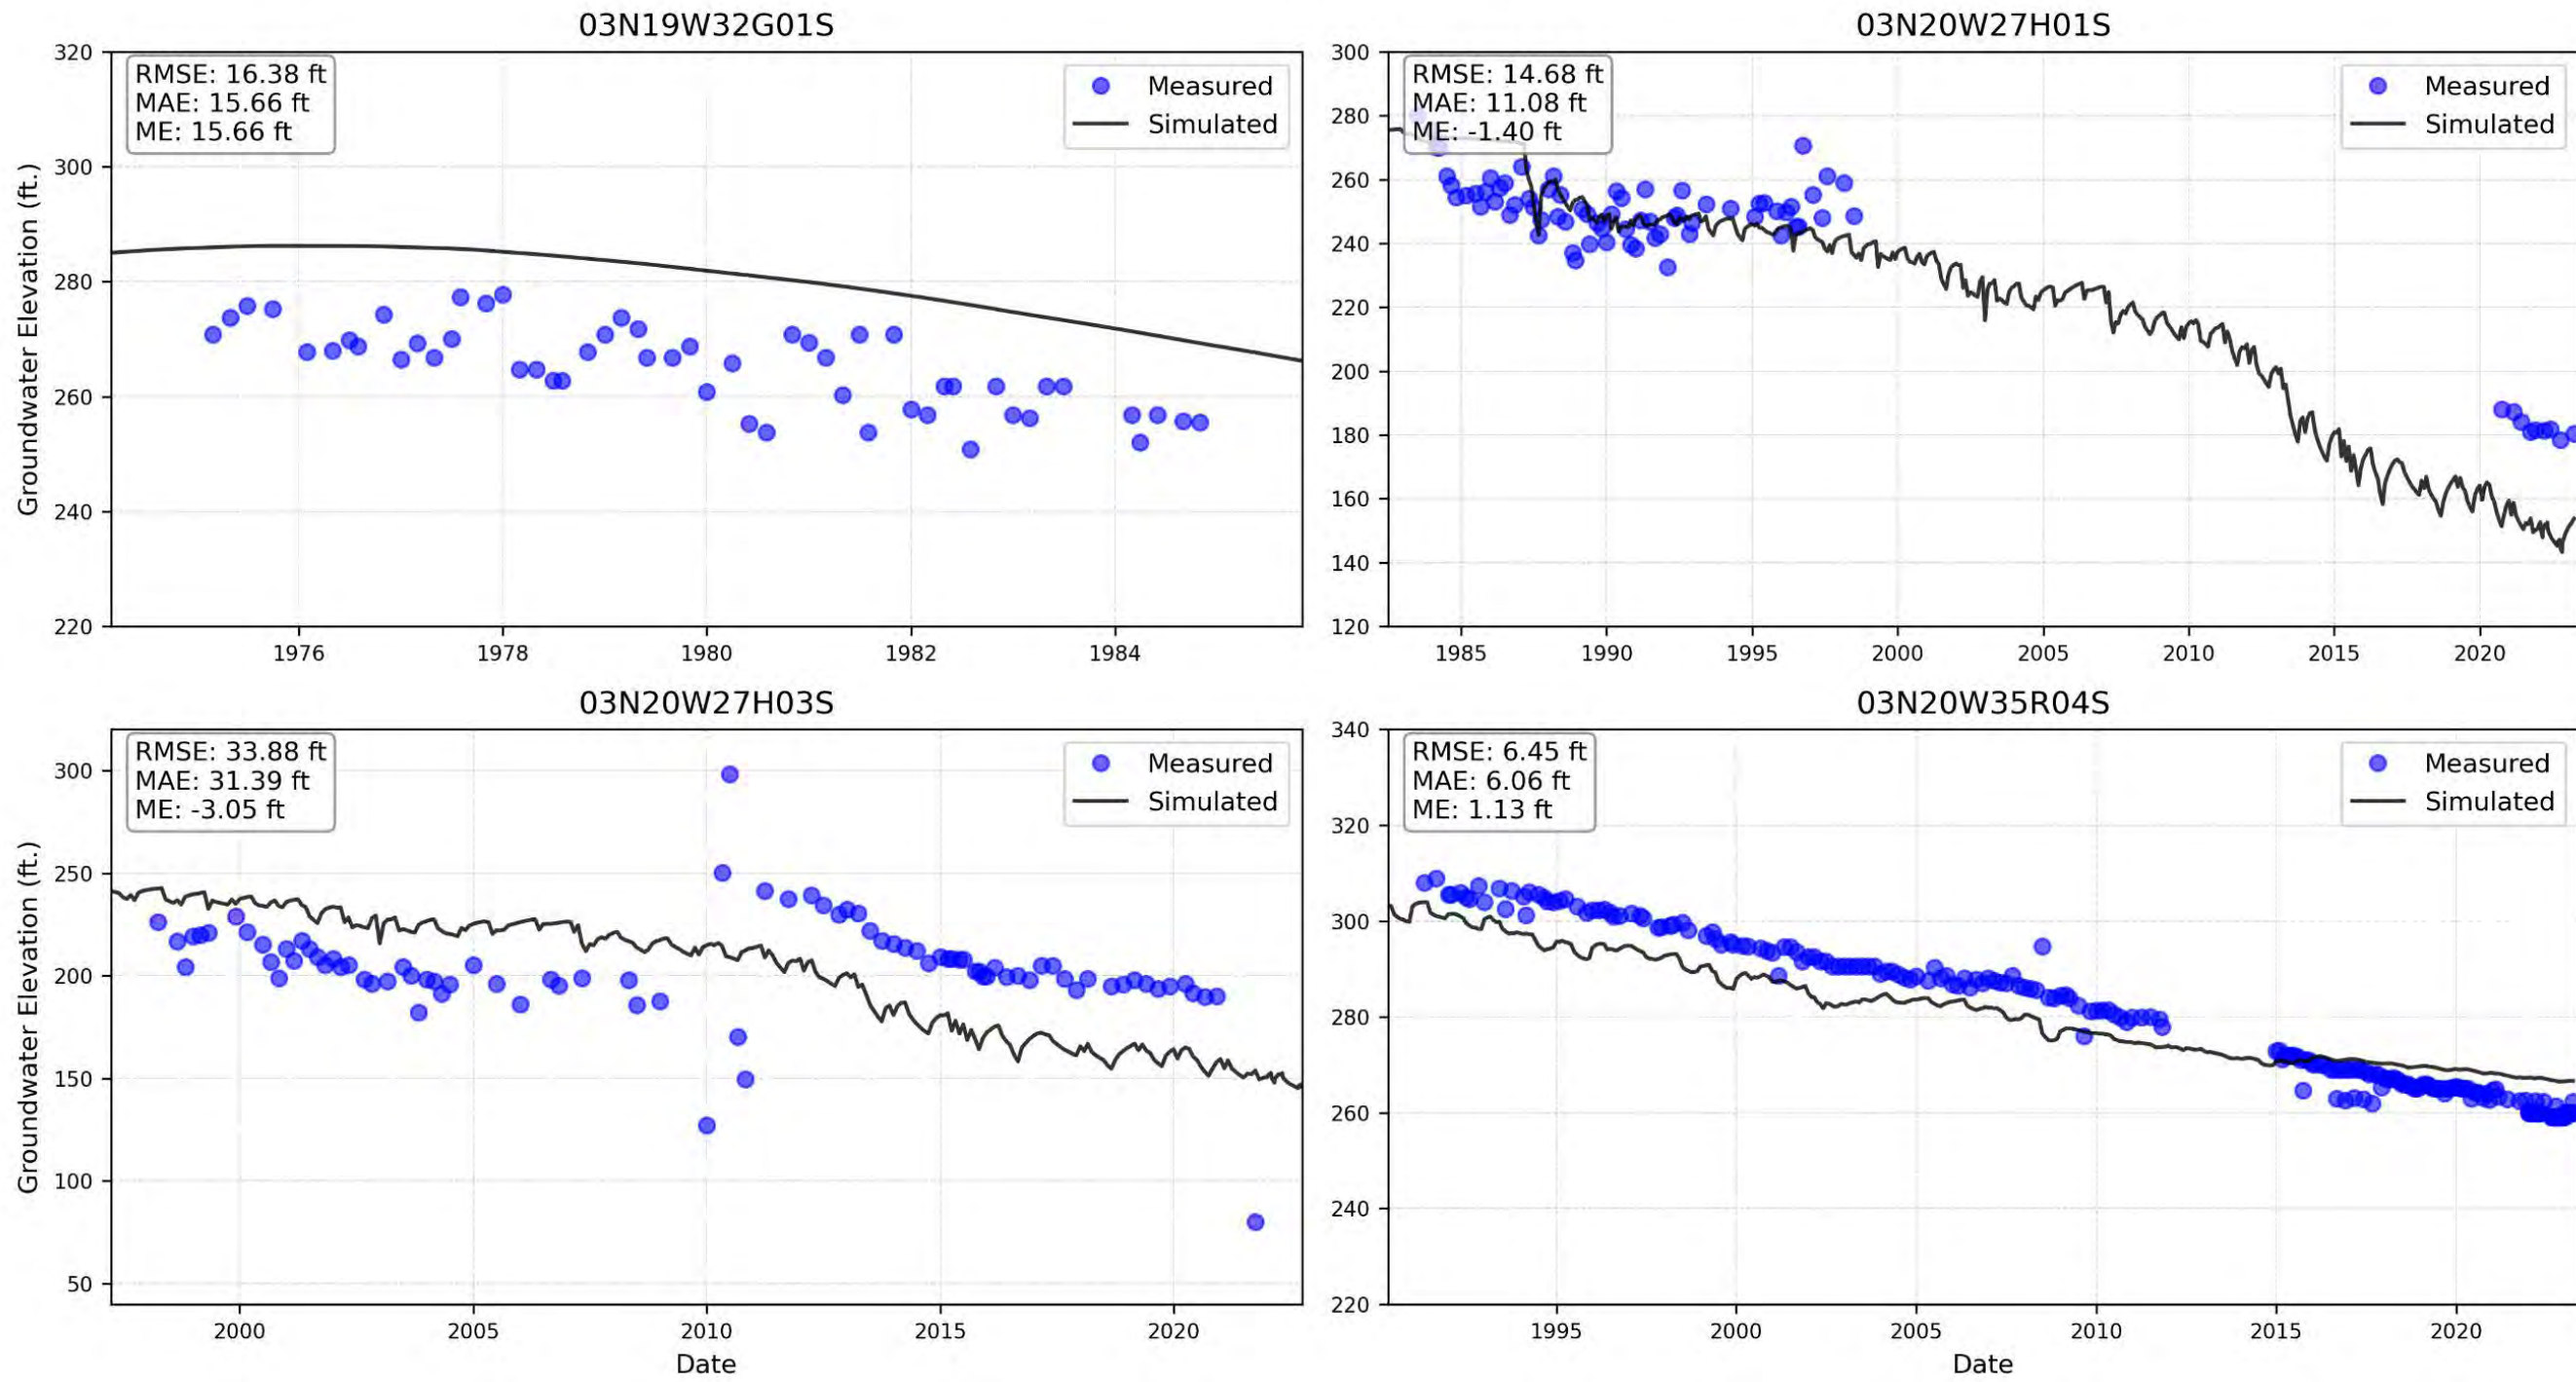 03N19W32G01S
320
300
280
260
240
220
Groundwater Elevation (ft.)
RMSE: 16.38 ft
MAE: 15.66 ft
ME: 15.66 ft
Measured
Simulated
1976
1978
1980
1982
1984
03N20W27H01S
300
280
260
240
220
200
180
160
140
120
RMSE: 14.68 ft
MAE: 11.08 ft
ME: -1.40 ft
Measured
Simulated
1985
1990
1995
2000
2005
2010
2015
2020
03N20W27H03S
300
250
200
150
100
50
Groundwater Elevation (ft.)
RMSE: 33.88 ft
MAE: 31.39 ft
ME: -3.05 ft
Measured
Simulated
2000
2005
2010
2015
2020
Date
03N20W35R04S
340
320
300
280
260
240
220
RMSE: 6.45 ft
MAE: 6.06 ft
ME: 1.13 ft
Measured
Simulated
1995
2000
2005
2010
2015
2020
Date